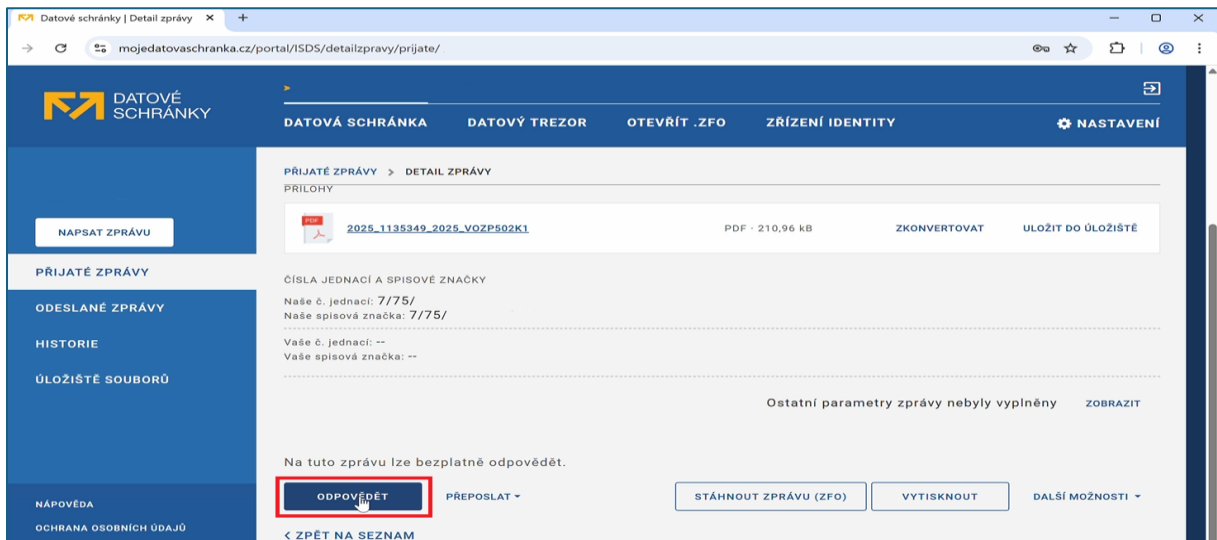 Datové schránky | Detail zprávy
mojedatovaschranka.cz/portal/ISDS/detailzpravy/prijate/
DATOVÉ
SCHRÁNKY
DATOVÁ SCHRÁNKA DATOVÝ TREZOR OTEVŘÍT .ZFO ZŘÍZENÍ IDENTITY NASTAVENÍ
PŘIJATÉ ZPRÁVY > DETAIL ZPRÁVY
PŘÍLOHY
NAPSAT ZPRÁVU
PDF 2025_1135349_2025_VOZP502K1 PDF · 210,96 kB ZKONVERTOVAT ULOŽIT DO ÚLOŽIŠTĚ
PŘIJATÉ ZPRÁVY
ODESLANÉ ZPRÁVY
HISTORIE
ÚLOŽIŠTĚ SOUBORŮ
ČÍSLA JEDNACÍ A SPISOVÉ ZNAČKY
Naše č. jednací: 7/75/
Naše spisová značka: 7/75/
Vaše č. jednací: --
Vaše spisová značka: --
Ostatní parametry zprávy nebyly vyplněny ZOBRAZIT
Na tuto zprávu lze bezplatně odpovědět.
ODPOVĚDĚT PŘEPOSLAT STÁHNOUT ZPRÁVU (ZFO) VYTISKNOUT DALŠÍ MOŽNOSTI
< ZPĚT NA SEZNAM
NÁPOVĚDA
OCHRANA OSOBNÍCH ÚDAJŮ